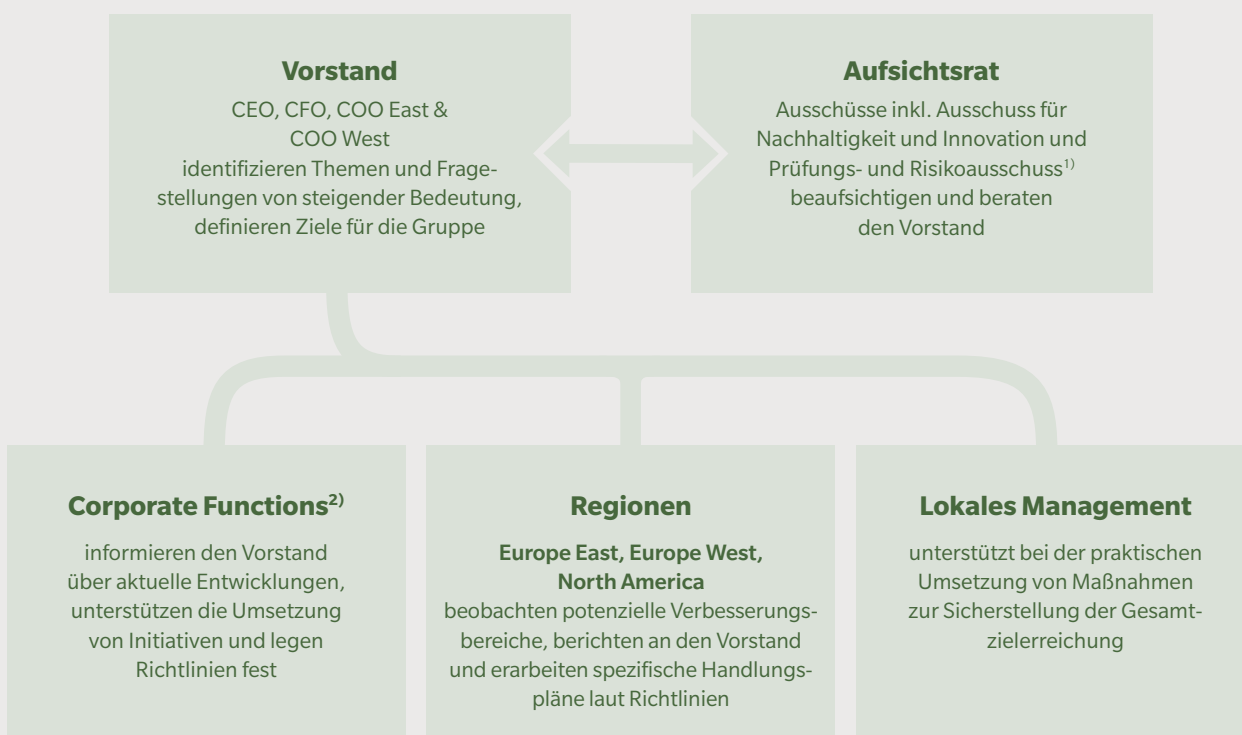 Vorstand
CEO, CFO, COO East &
COO West
identifizieren Themen und Frage-
stellungen von steigender Bedeutung,
definieren Ziele für die Gruppe
Aufsichtsrat
Ausschüsse inkl. Ausschuss für
Nachhaltigkeit und Innovation und
Prüfungs- und Risikoausschuss¹⁾
beaufsichtigen und beraten
den Vorstand
Corporate Functions²⁾
informieren den Vorstand
über aktuelle Entwicklungen,
unterstützen die Umsetzung
von Initiativen und legen
Richtlinien fest
Regionen
Europe East, Europe West,
North America
beobachten potenzielle Verbesserungs-
bereiche, berichten an den Vorstand
und erarbeiten spezifische Handlungs-
pläne laut Richtlinien
Lokales Management
unterstützt bei der praktischen
Umsetzung von Maßnahmen
zur Sicherstellung der Gesamt-
zielerreichung